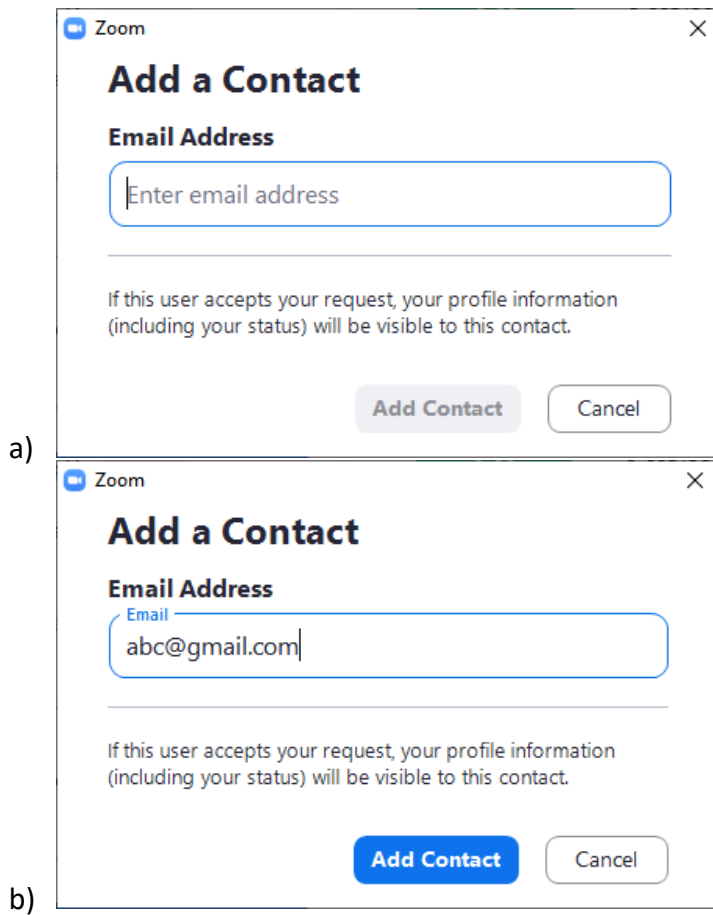 Zoom
Add a Contact
Email Address
Enter email address
If this user accepts your request, your profile information
(including your status) will be visible to this contact.
Add Contact Cancel
a)
Zoom
Add a Contact
Email Address
Email
abc@gmail.com
If this user accepts your request, your profile information
(including your status) will be visible to this contact.
Add Contact Cancel
b)